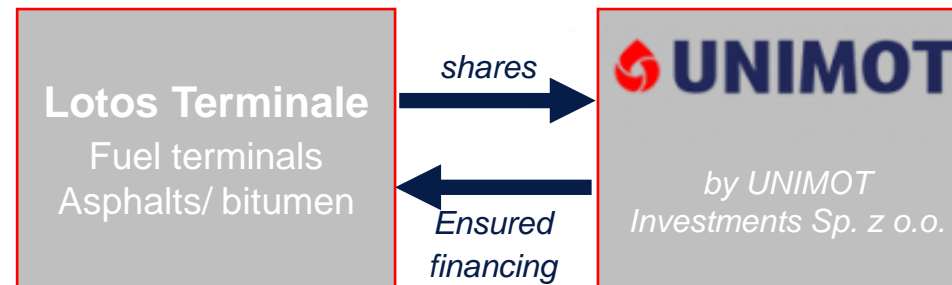 Lotos Terminale
Fuel terminals
Asphalts/ bitumen
shares
Ensured
financing
UNIMOT
by UNIMOT
Investments Sp. z o.o.